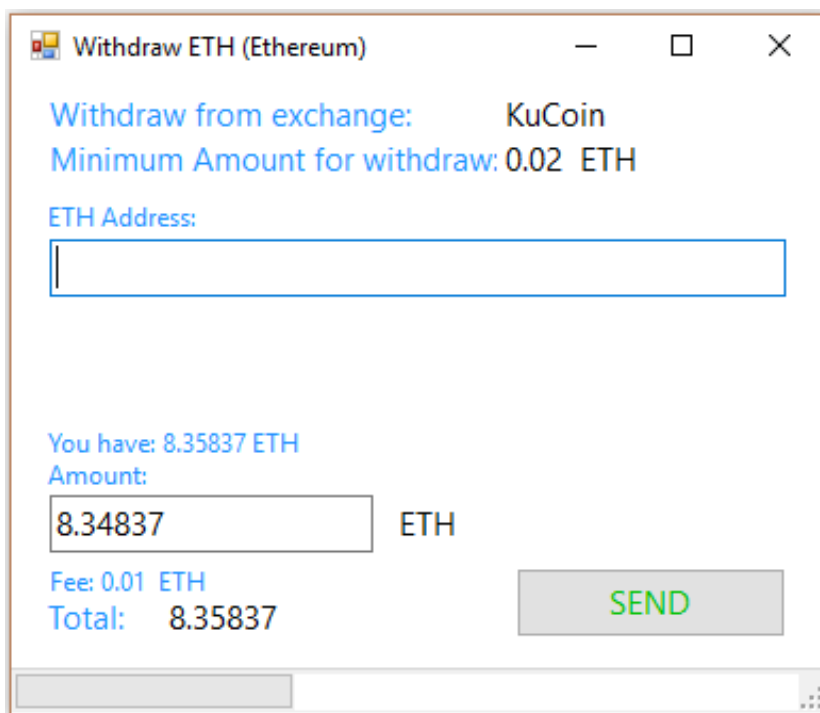 Withdraw ETH (Ethereum)
Withdraw from exchange: KuCoin
Minimum Amount for withdraw: 0.02 ETH
ETH Address:
You have: 8.35837 ETH
Amount:
8.34837 ETH
Fee: 0.01 ETH
Total: 8.35837
SEND